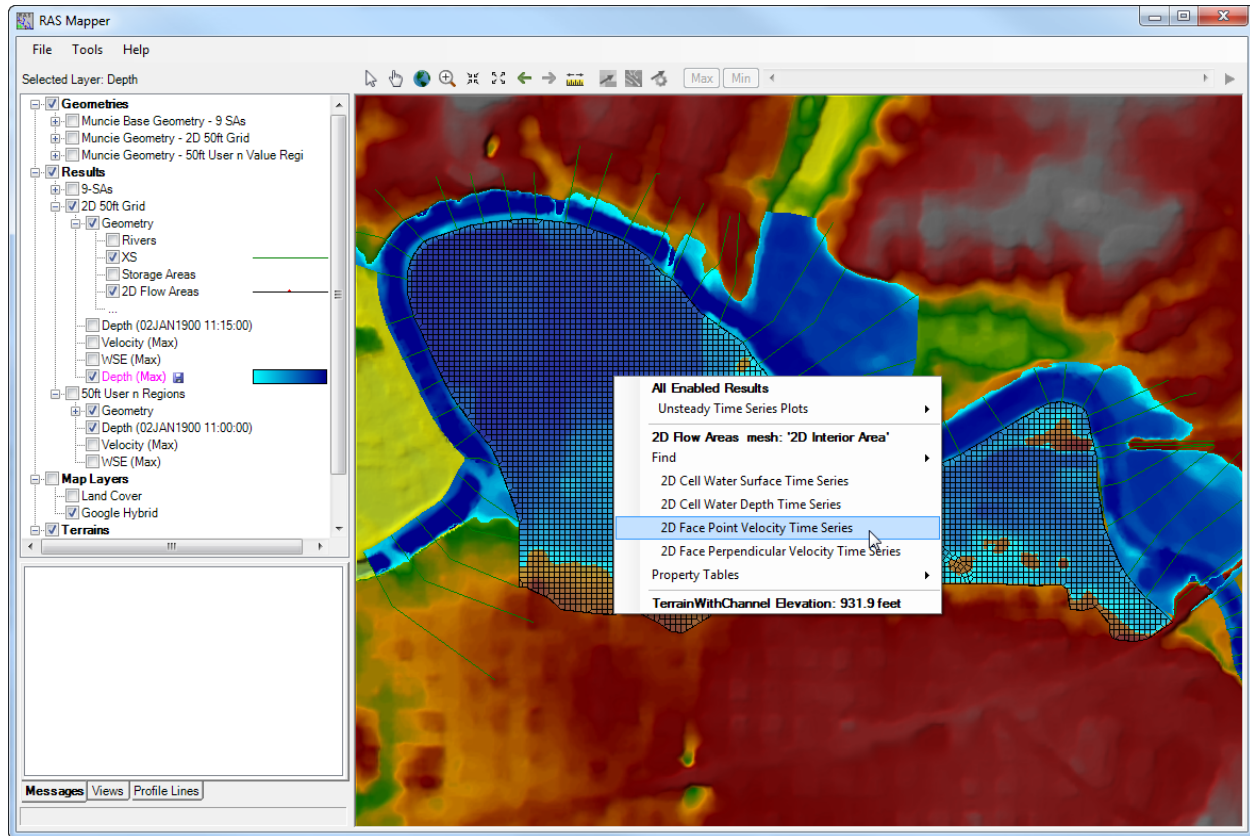 RAS Mapper
File Tools Help
Selected Layer: Depth
Max Min
Geometries
Muncie Base Geometry - 9 SAs
Muncie Geometry - 2D 50ft Grid
Muncie Geometry - 50ft User n Value Regi
Results
9-SAs
2D 50ft Grid
Geometry
Rivers
XS
Storage Areas
2D Flow Areas
...
Depth (02JAN1900 11:15:00)
Velocity (Max)
WSE (Max)
Depth (Max)
50ft User n Regions
Geometry
Depth (02JAN1900 11:00:00)
Velocity (Max)
WSE (Max)
Map Layers
Land Cover
Google Hybrid
Terrains
All Enabled Results
Unsteady Time Series Plots
2D Flow Areas mesh: '2D Interior Area'
Find
2D Cell Water Surface Time Series
2D Cell Water Depth Time Series
2D Face Point Velocity Time Series
2D Face Perpendicular Velocity Time Series
Property Tables
TerrainWithChannel Elevation: 931.9 feet
Messages Views Profile Lines